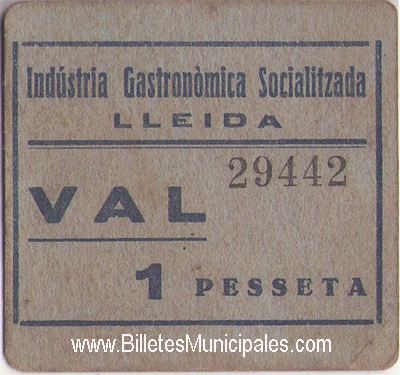 Indústria Gastronòmica Socialitzada
LLEIDA
29442
VAL
1 PESSETA
www.BilletesMunicipales.com